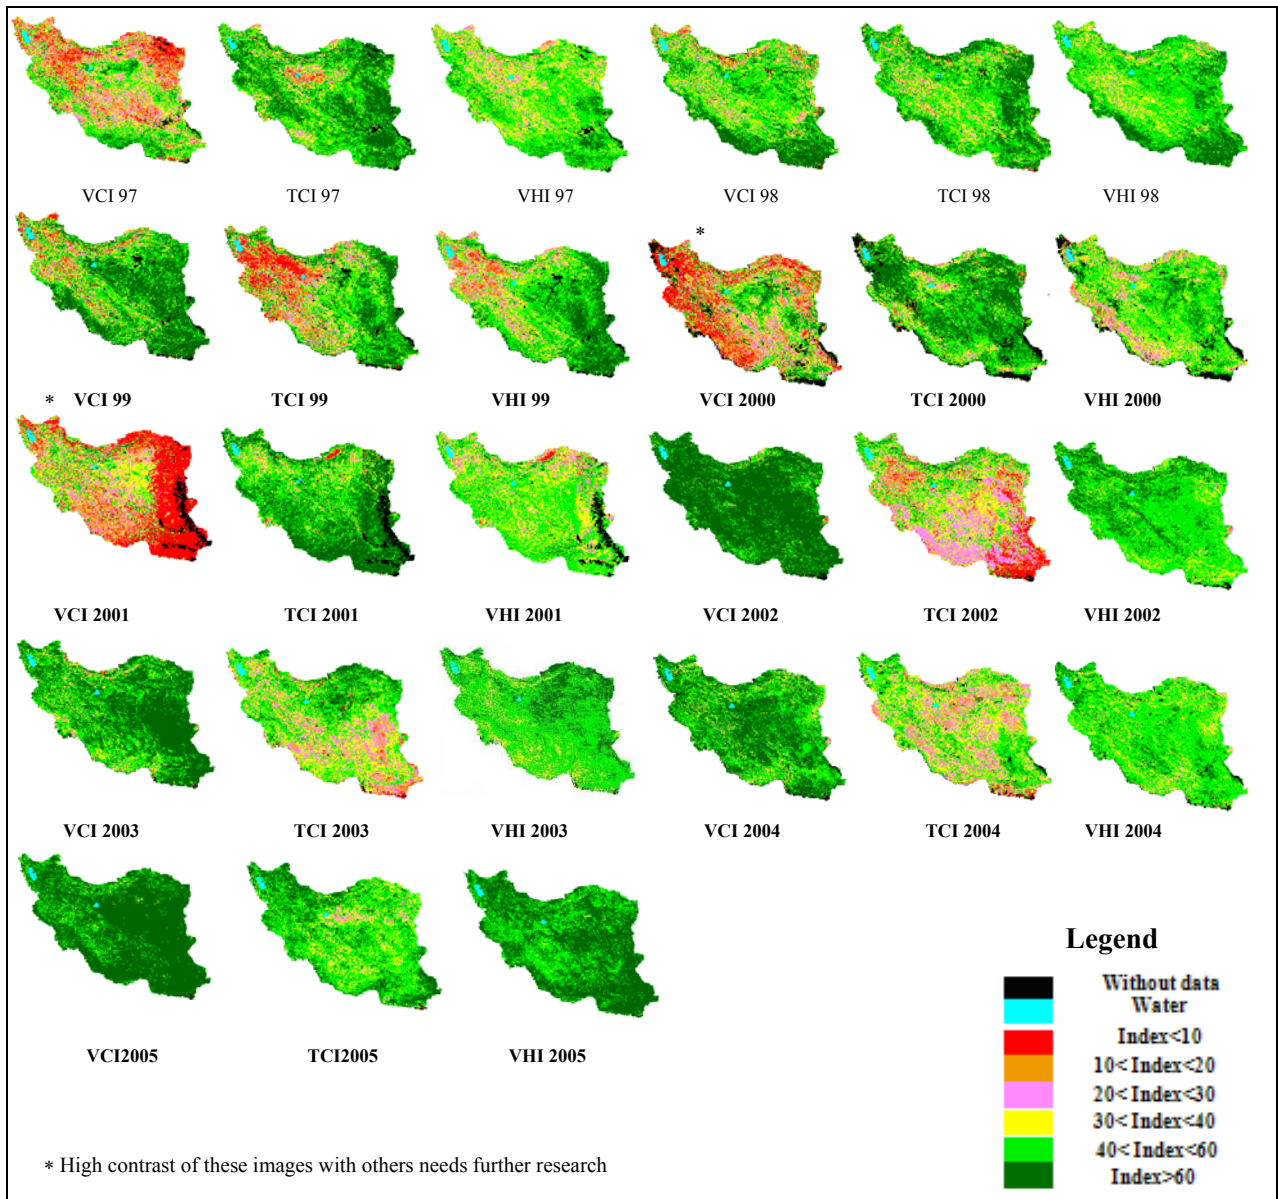 VCI 97 TCI 97 VHI 97 VCI 98 TCI 98 VHI 98
*
* VCI 99 TCI 99 VHI 99 VCI 2000 TCI 2000 VHI 2000
VCI 2001 TCI 2001 VHI 2001 VCI 2002 TCI 2002 VHI 2002
VCI 2003 TCI 2003 VHI 2003 VCI 2004 TCI 2004 VHI 2004
VCI2005 TCI2005 VHI 2005
Legend
Without data
Water
Index<10
10< Index<20
20< Index<30
30< Index<40
40< Index<60
Index>60
* High contrast of these images with others needs further research